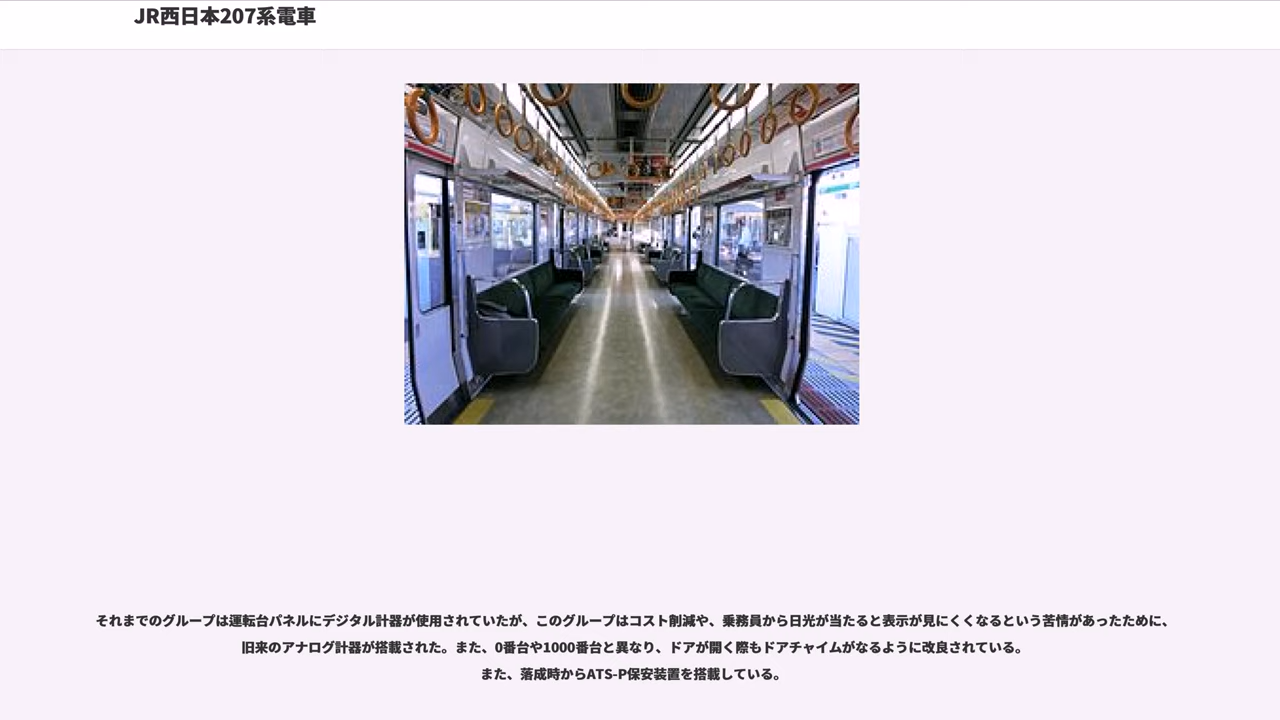 JR西日本207系電車
それまでのグループは運転台パネルにデジタル計器が使用されていたが、このグループはコスト削減や、乗務員から日光が当たると表示が見にくくなるという苦情があったために、
旧来のアナログ計器が搭載された。また、0番台や1000番台と異なり、ドアが開く際もドアチャイムがなるように改良されている。
また、落成時からATS-P保安装置を搭載している。